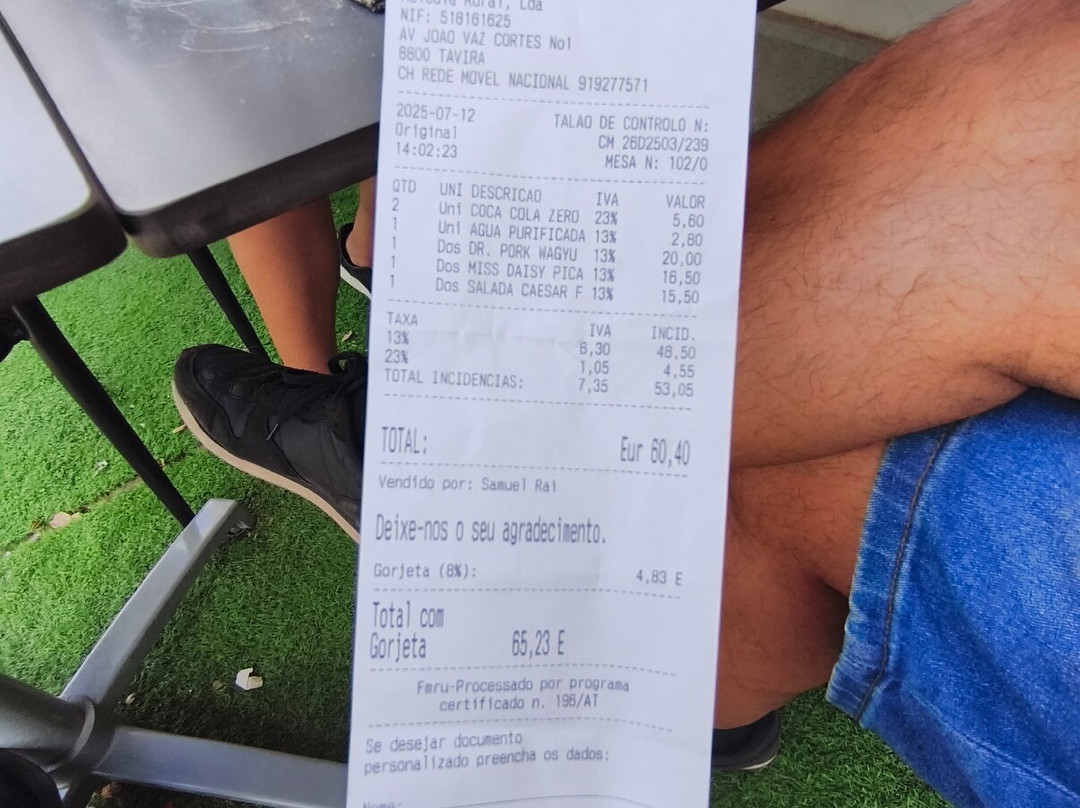 Rural, Lda
NIF: 518161625
AV JOAO VAZ CORTES No1
8800 TAVIRA
CH REDE MOVEL NACIONAL 919277571
2025-07-12
TALAO DE CONTROLO N:
Original
CM 26D2503/239
14:02:23
MESA N: 102/0
QTD UNI DESCRICAO IVA VALOR
2 Uni COCA COLA ZERO 23% 5,60
1 Uni AGUA PURIFICADA 13% 2,80
1 Dos DR. PORK WAGYU 13% 20,00
1 Dos MISS DAISY PICA 13% 16,50
1 Dos SALADA CAESAR F 13% 15,50
TAXA IVA INCID.
13% 6,30 48,50
23% 1,05 4,55
TOTAL INCIDENCIAS: 7,35 53,05
TOTAL: Eur 60,40
Vendido por: Samuel Rai
Deixe-nos o seu agradecimento.
Gorjeta (8%): 4,83 E
Total com
Gorjeta 65,23 E
Fmru-Processado por programa
certificado n. 196/AT
Se desejar documento
personalizado preencha os dados:
Nome: